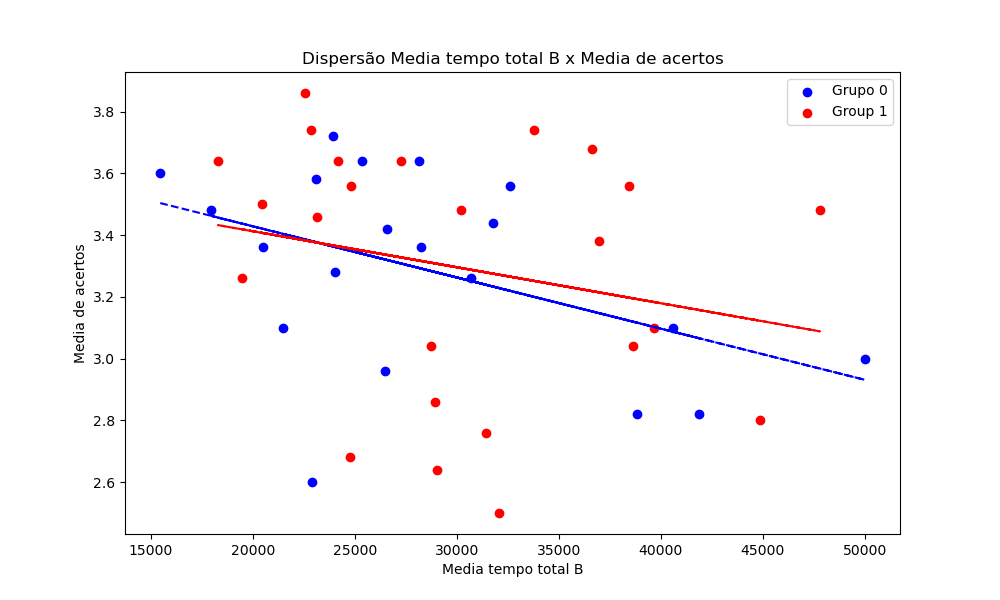 Dispersão Media tempo total B x Media de acertos
Grupo 0
Group 1
Media de acertos
3.8
3.6
3.4
3.2
3.0
2.8
2.6
15000 20000 25000 30000 35000 40000 45000 50000
Media tempo total B